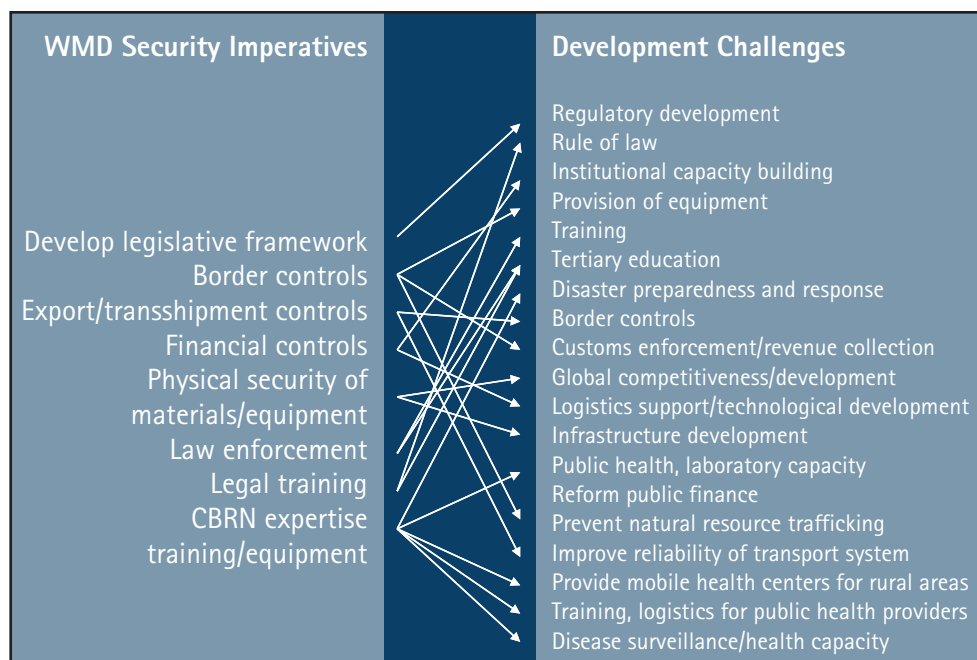 WMD Security Imperatives
Develop legislative framework
Border controls
Export/transshipment controls
Financial controls
Physical security of
materials/equipment
Law enforcement
Legal training
CBRN expertise
training/equipment
Development Challenges
Regulatory development
Rule of law
Institutional capacity building
Provision of equipment
Training
Tertiary education
Disaster preparedness and response
Border controls
Customs enforcement/revenue collection
Global competitiveness/development
Logistics support/technological development
Infrastructure development
Public health, laboratory capacity
Reform public finance
Prevent natural resource trafficking
Improve reliability of transport system
Provide mobile health centers for rural areas
Training, logistics for public health providers
Disease surveillance/health capacity